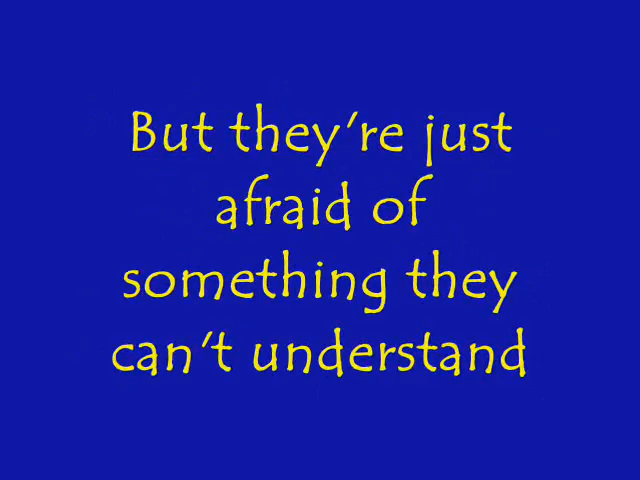 But they're just
afraid of
something they
can't understand